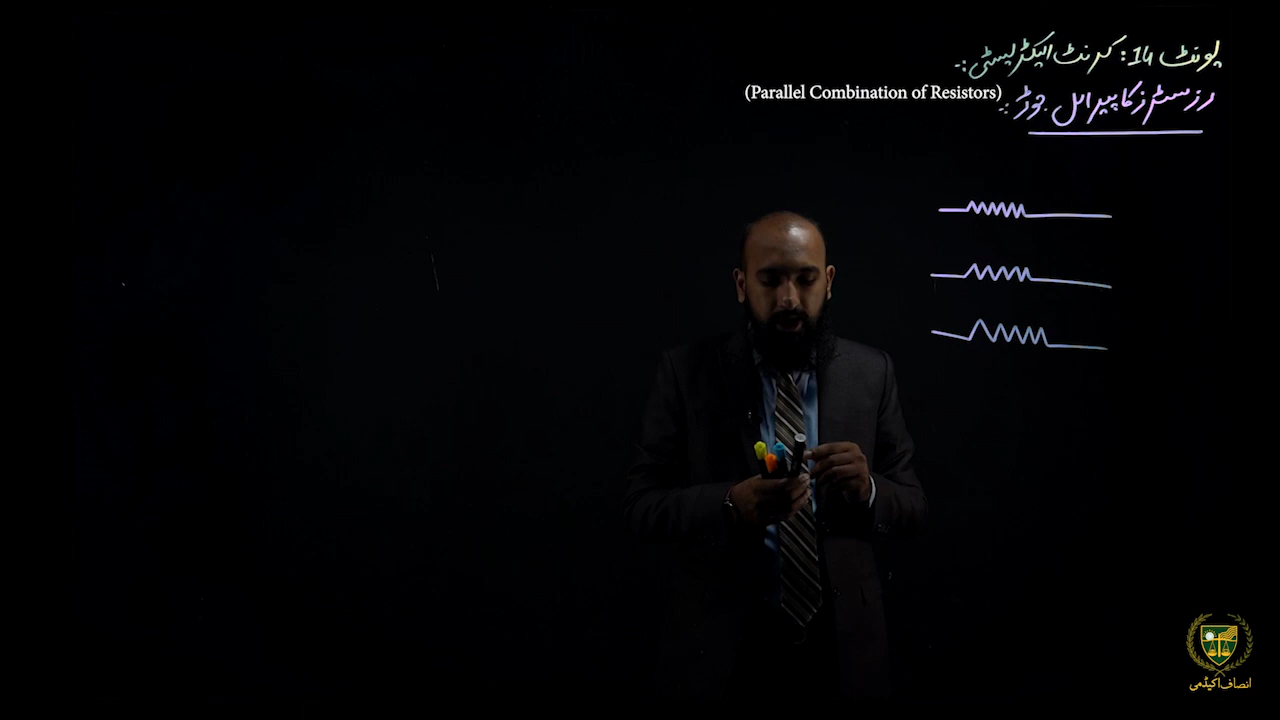 یونٹ 14: کرنٹ الیکٹریسٹی :-
رزسٹرز کا پیرالل جوڑ :-
(Parallel Combination of Resistors)
انصاف اکیڈمی